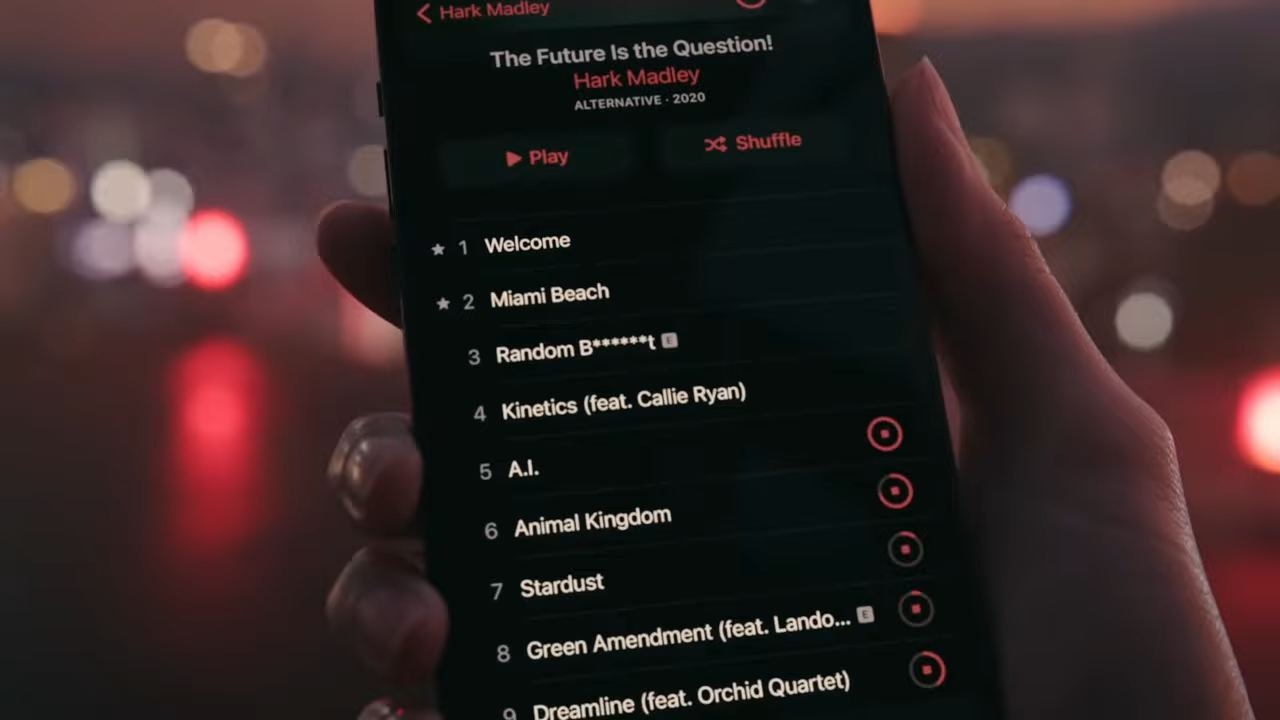 Hark Madley
The Future Is the Question!
Hark Madley
ALTERNATIVE · 2020
Play
Shuffle
1 Welcome
2 Miami Beach
3 Random B******t E
4 Kinetics (feat. Callie Ryan)
5 A.I.
6 Animal Kingdom
7 Stardust
8 Green Amendment (feat. Lando... E
9 Dreamline (feat. Orchid Quartet)